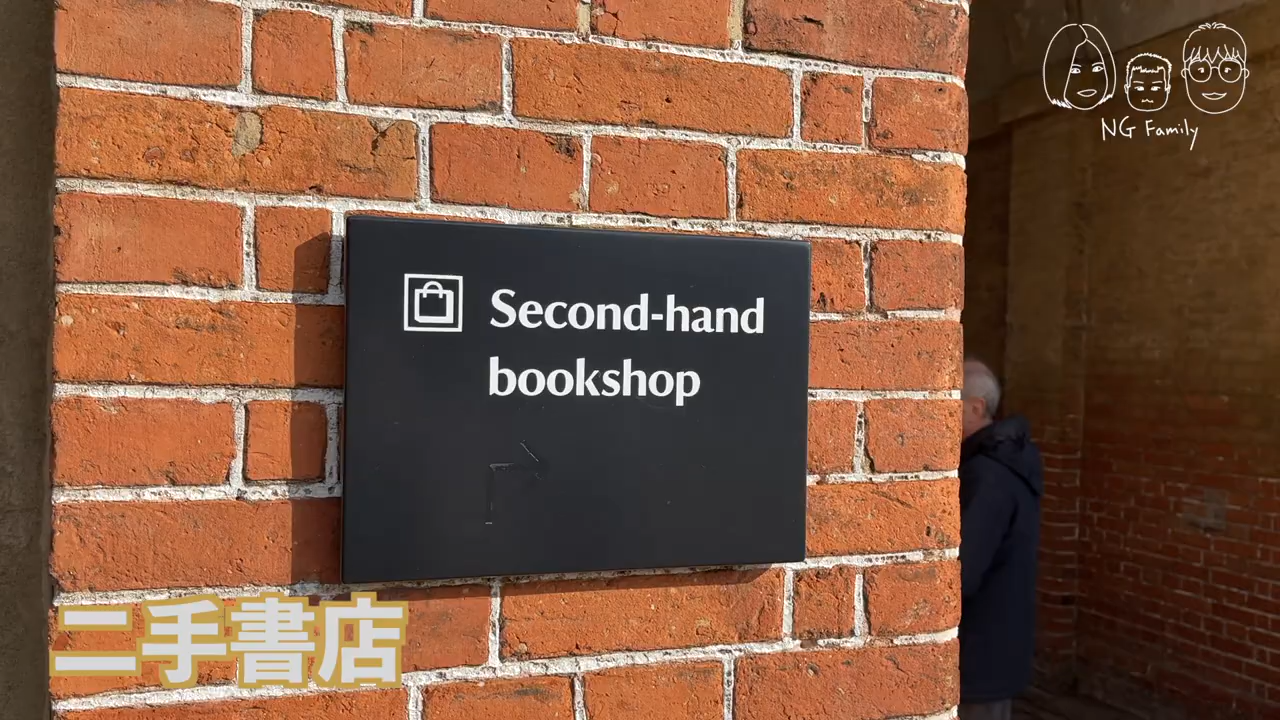 NG Family
Second-hand
bookshop
二手書店